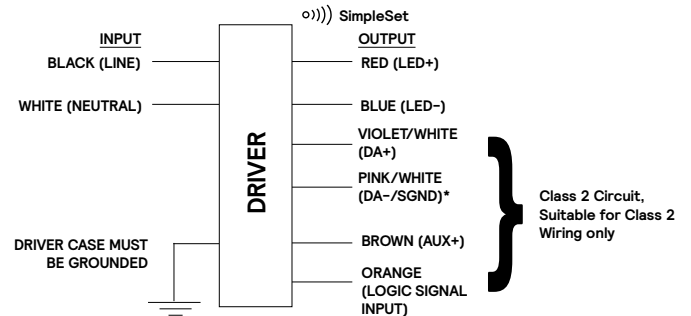 SimpleSet
INPUT
OUTPUT
BLACK (LINE)
RED (LED+)
WHITE (NEUTRAL)
BLUE (LED-)
VIOLET/WHITE
(DA+)
DRIVER
PINK/WHITE
(DA-/SGND)*
Class 2 Circuit,
Suitable for Class 2
Wiring only
DRIVER CASE MUST
BE GROUNDED
BROWN (AUX+)
ORANGE
(LOGIC SIGNAL
INPUT)